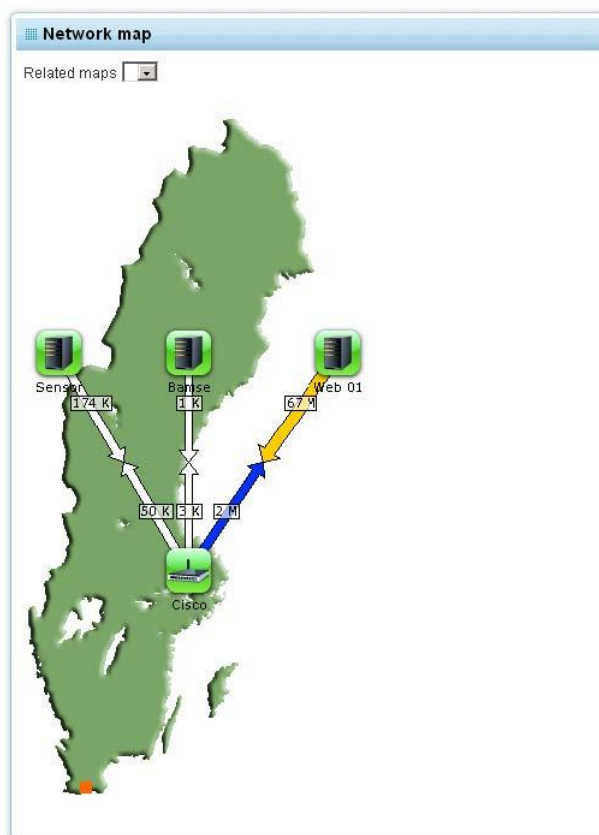 Network map
Related maps
Sensor
Bamse
Web 01
174 K
1 K
67 M
50 K
3 K
2 M
Cisco